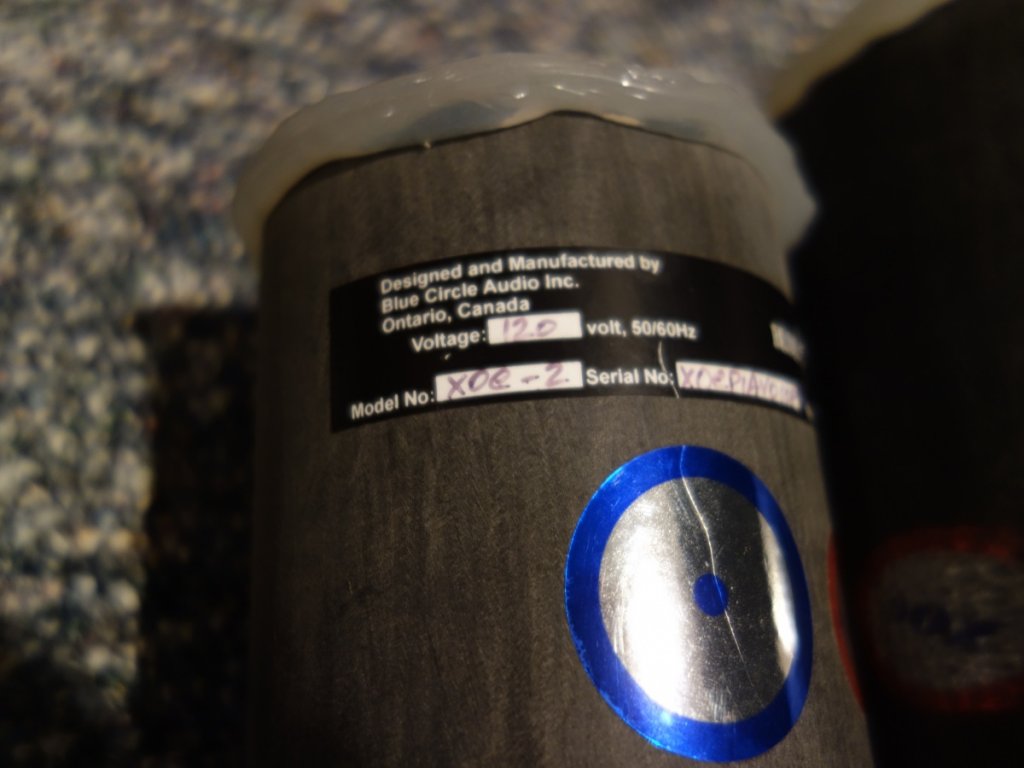 Designed and Manufactured by
Blue Circle Audio Inc.
Ontario, Canada
Voltage: 120 volt, 50/60Hz
Model No: XOe-2 Serial No: